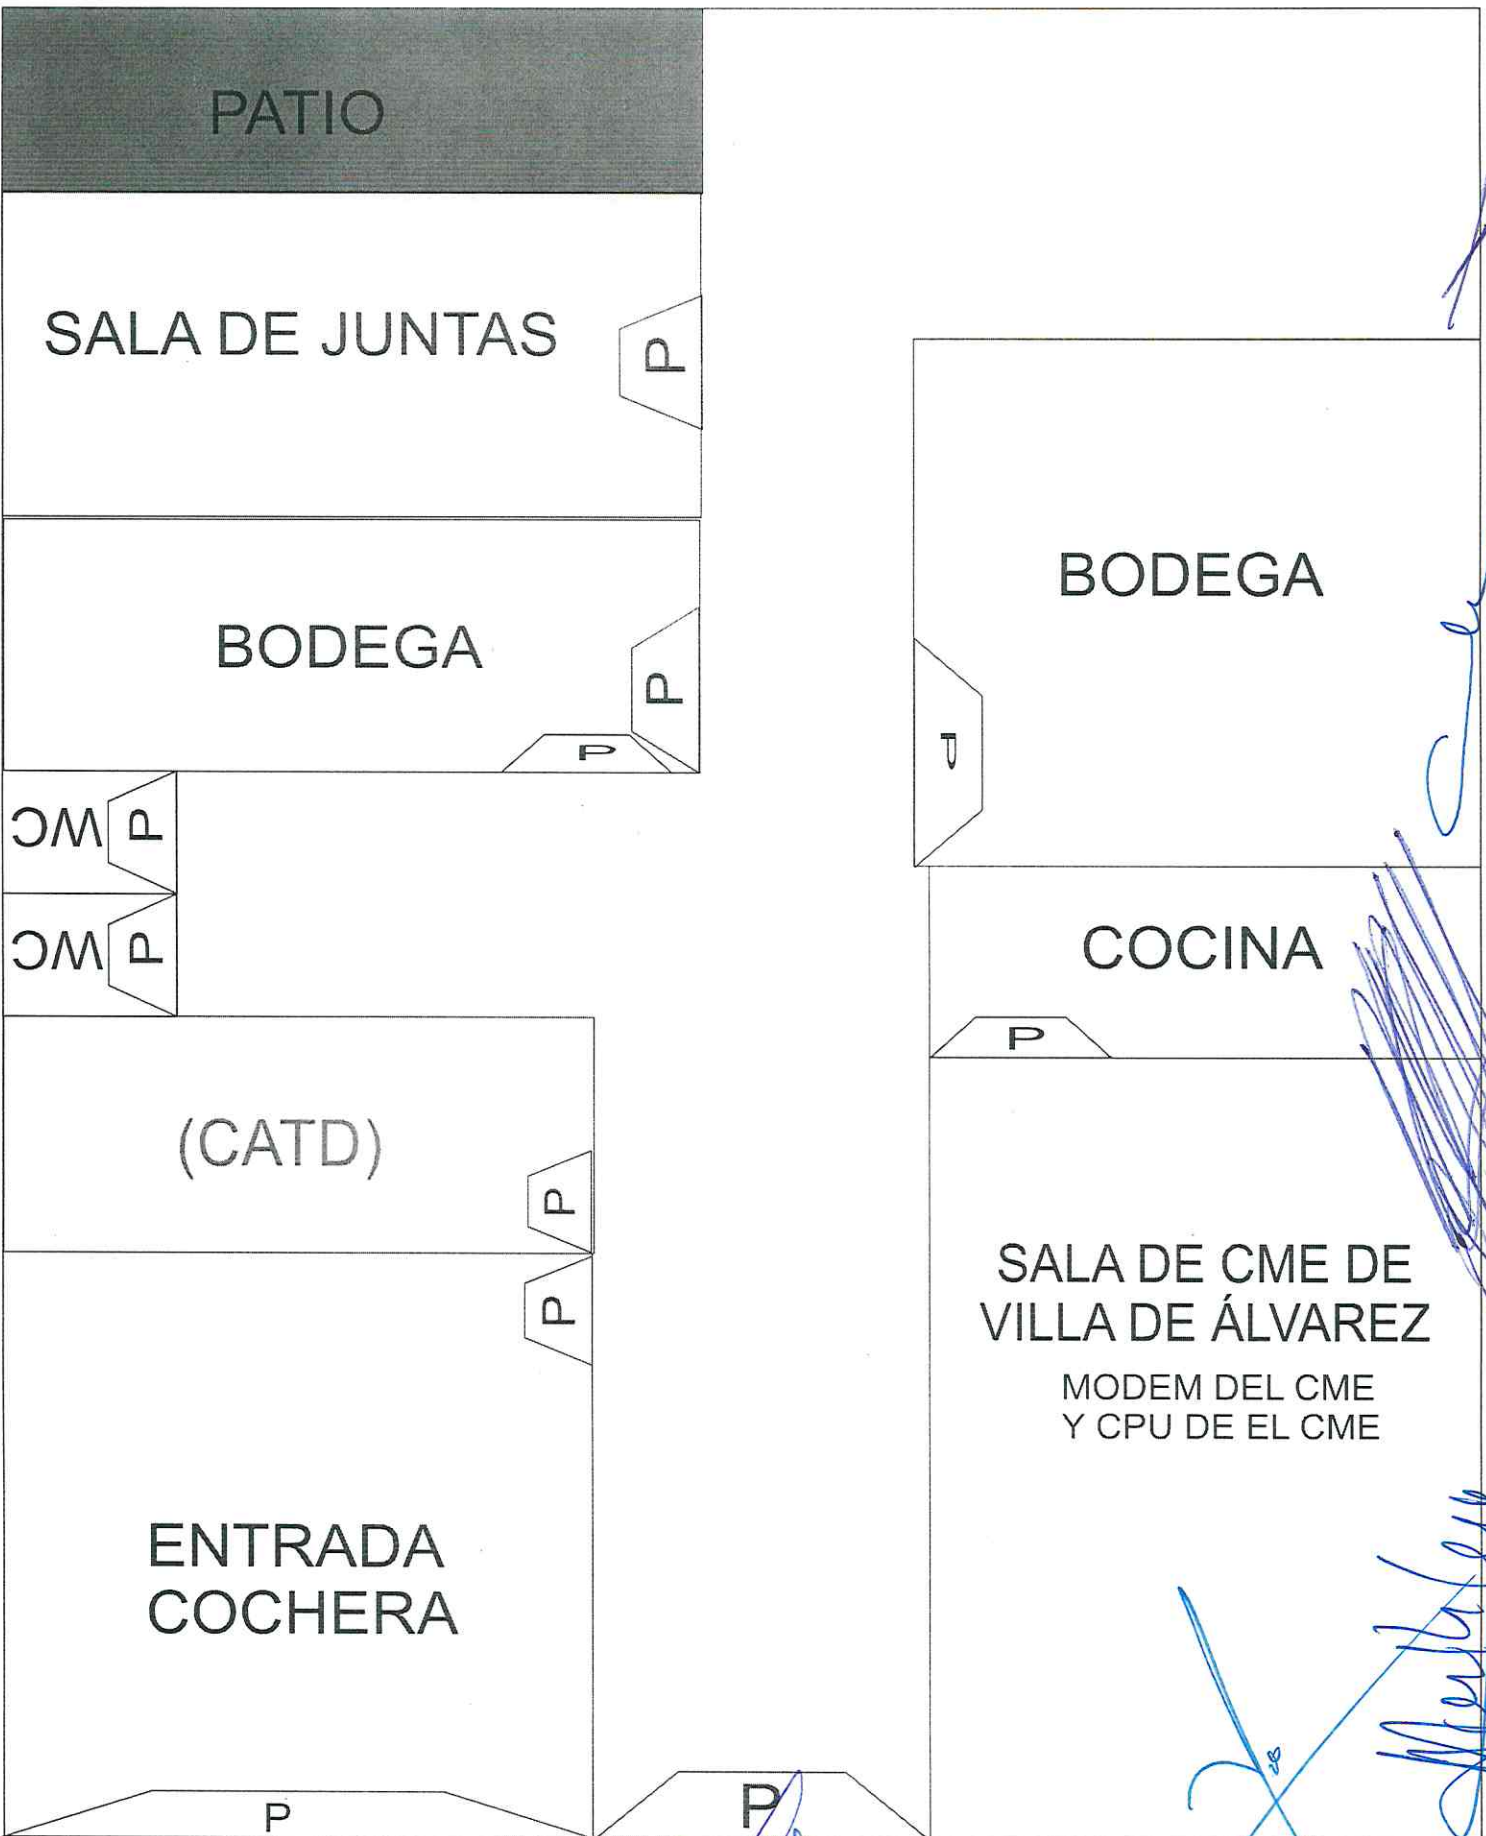 PATIO
SALA DE JUNTAS
P
BODEGA
P
P
WC
P
WC
P
(CATD)
P
P
ENTRADA
COCHERA
P
P
BODEGA
P
COCINA
P
SALA DE CME DE
VILLA DE ÁLVAREZ
MODEM DEL CME
Y CPU DE EL CME